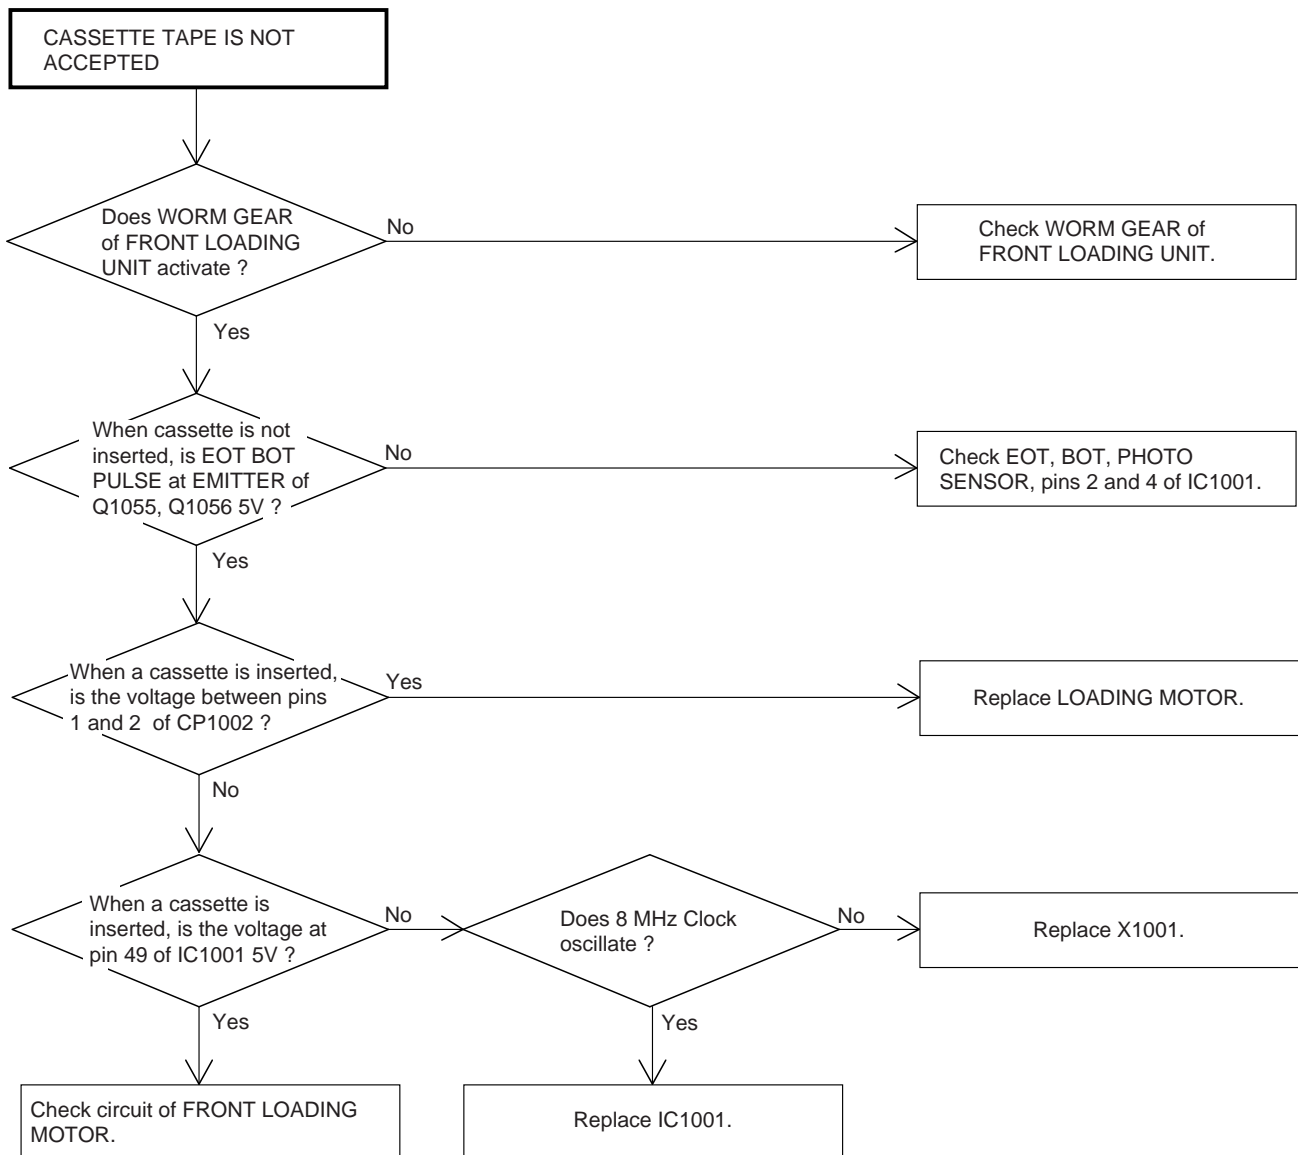 CASSETTE TAPE IS NOT
ACCEPTED
Does WORM GEAR
of FRONT LOADING
UNIT activate ?
No
Check WORM GEAR of
FRONT LOADING UNIT.
Yes
When cassette is not
inserted, is EOT BOT
PULSE at EMITTER of
Q1055, Q1056 5V ?
No
Check EOT, BOT, PHOTO
SENSOR, pins 2 and 4 of IC1001.
Yes
When a cassette is inserted,
is the voltage between pins
1 and 2 of CP1002 ?
Yes
Replace LOADING MOTOR.
No
When a cassette is
inserted, is the voltage at
pin 49 of IC1001 5V ?
No
Does 8 MHz Clock
oscillate ?
No
Replace X1001.
Yes
Yes
Check circuit of FRONT LOADING
MOTOR.
Replace IC1001.